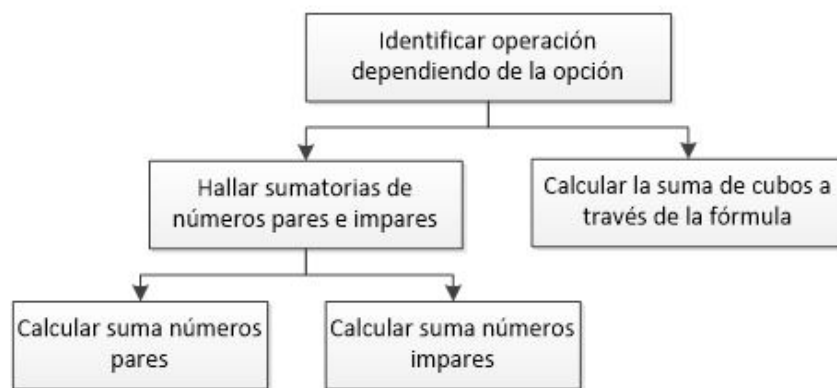 Identificar operación
dependiendo de la opción
Hallar sumatorias de
números pares e impares
Calcular la suma de cubos a
través de la fórmula
Calcular suma números
pares
Calcular suma números
impares